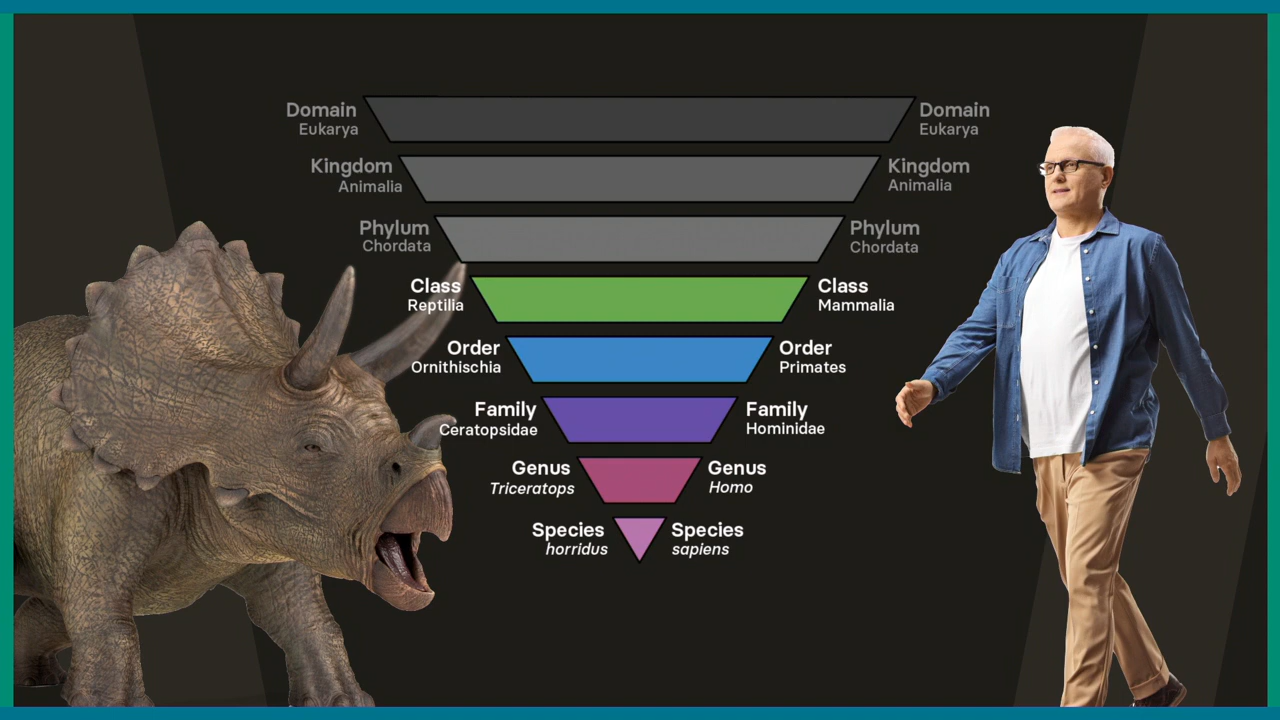 Domain
Eukarya
Kingdom
Animalia
Phylum
Chordata
Class
Reptilia
Order
Ornithischia
Family
Ceratopsidae
Genus
Triceratops
Species
horridus
Domain
Eukarya
Kingdom
Animalia
Phylum
Chordata
Class
Mammalia
Order
Primates
Family
Hominidae
Genus
Homo
Species
sapiens